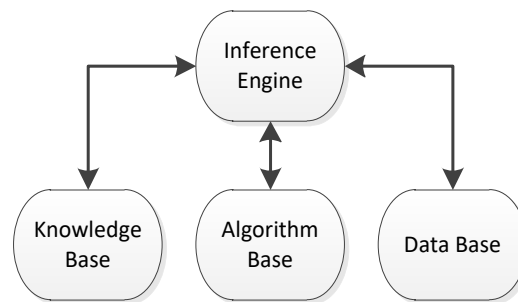 Inference
Engine
Knowledge
Base
Algorithm
Base
Data Base